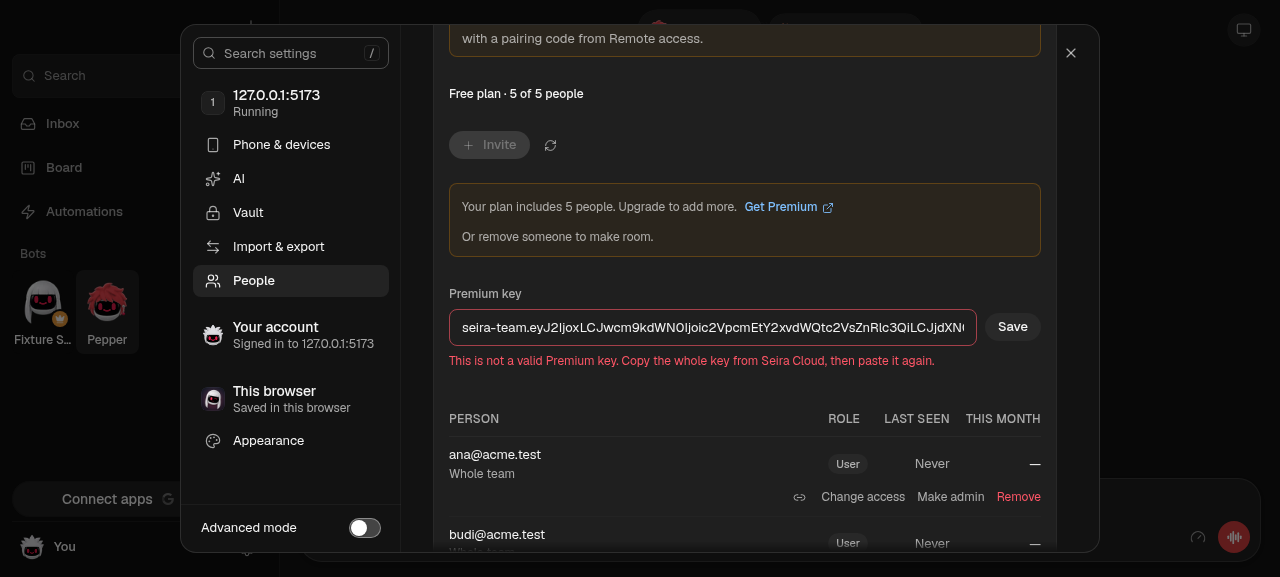 Search settings
/
with a pairing code from Remote access.
Search
Inbox
Board
Automations
Bots
Fixture S...
Pepper
Connect apps
You
1
127.0.0.1:5173
Running
Phone & devices
AI
Vault
Import & export
People
Your account
Signed in to 127.0.0.1:5173
This browser
Saved in this browser
Appearance
Advanced mode
Free plan · 5 of 5 people
Invite
Your plan includes 5 people. Upgrade to add more. Get Premium
Or remove someone to make room.
Premium key
Save
This is not a valid Premium key. Copy the whole key from Seira Cloud, then paste it again.
PERSON ROLE LAST SEEN THIS MONTH
ana@acme.test
Whole team
User Never —
Change access Make admin Remove
budi@acme.test
Whole team
User Never —